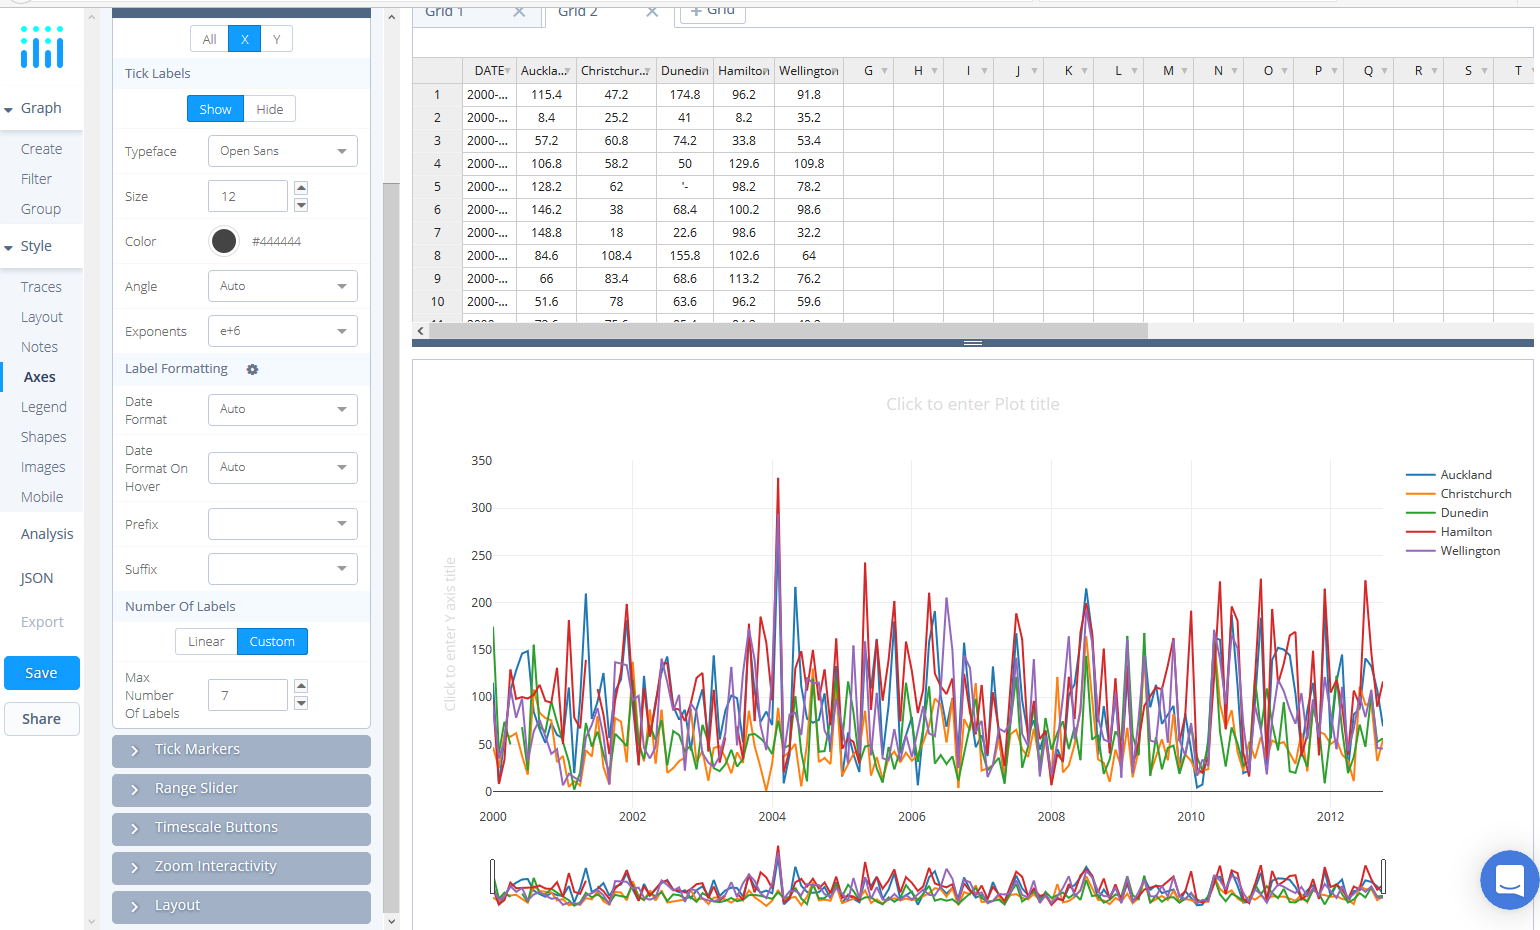 Grid 1
Grid 2
+ Grid
Graph
Create
Filter
Group
Style
Traces
Layout
Notes
Axes
Legend
Shapes
Images
Mobile
Analysis
JSON
Export
Save
Share
All X Y
Tick Labels
Show Hide
Typeface Open Sans
Size 12
Color #444444
Angle Auto
Exponents e+6
Label Formatting
Date Format Auto
Date Format On Hover Auto
Prefix
Suffix
Number Of Labels
Linear Custom
Max Number Of Labels 7
Tick Markers
Range Slider
Timescale Buttons
Zoom Interactivity
Layout
DATE Auckla... Christchur... Dunedin Hamilton Wellington G H I J K L M N O P Q R S T
1 2000-... 115.4 47.2 174.8 96.2 91.8
2 2000-... 8.4 25.2 41 8.2 35.2
3 2000-... 57.2 60.8 74.2 33.8 53.4
4 2000-... 106.8 58.2 50 129.6 109.8
5 2000-... 128.2 62 '- 98.2 78.2
6 2000-... 146.2 38 68.4 100.2 98.6
7 2000-... 148.8 18 22.6 98.6 32.2
8 2000-... 84.6 108.4 155.8 102.6 64
9 2000-... 66 83.4 68.6 113.2 76.2
10 2000-... 51.6 78 63.6 96.2 59.6
Click to enter Plot title
Click to enter Y axis title
350
300
250
200
150
100
50
0
2000 2002 2004 2006 2008 2010 2012
Auckland
Christchurch
Dunedin
Hamilton
Wellington